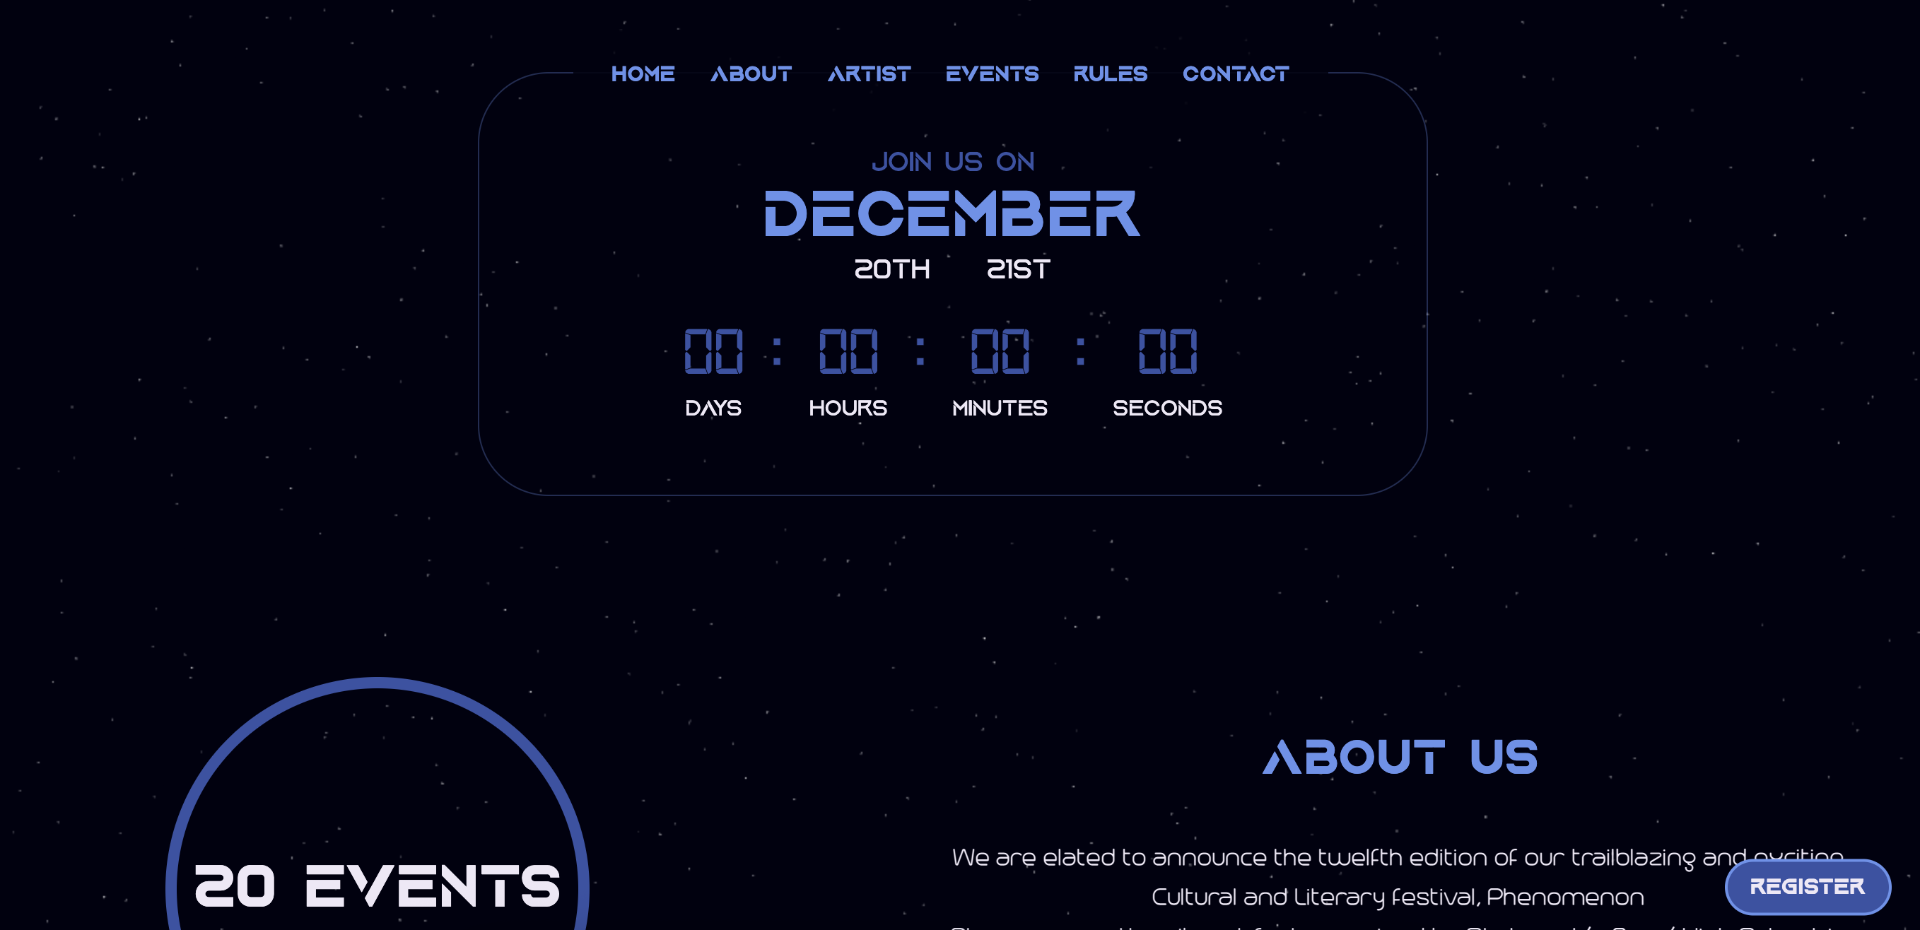 HOME ABOUT ARTIST EVENTS RULES CONTACT
JOIN US ON
DECEMBER
20TH 21ST
00 : 00 : 00 : 00
DAYS HOURS MINUTES SECONDS
20 EVENTS
ABOUT US
We are elated to announce the twelfth edition of our trailblazing and exciting
Cultural and Literary festival, Phenomenon
REGISTER